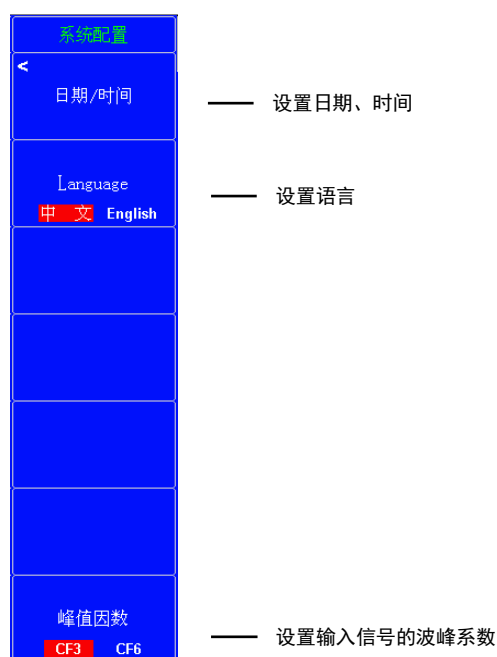 系统配置
<
日期/时间
设置日期、时间
Language
中 文 English
设置语言
峰值因数
CF3 CF6
设置输入信号的波峰系数